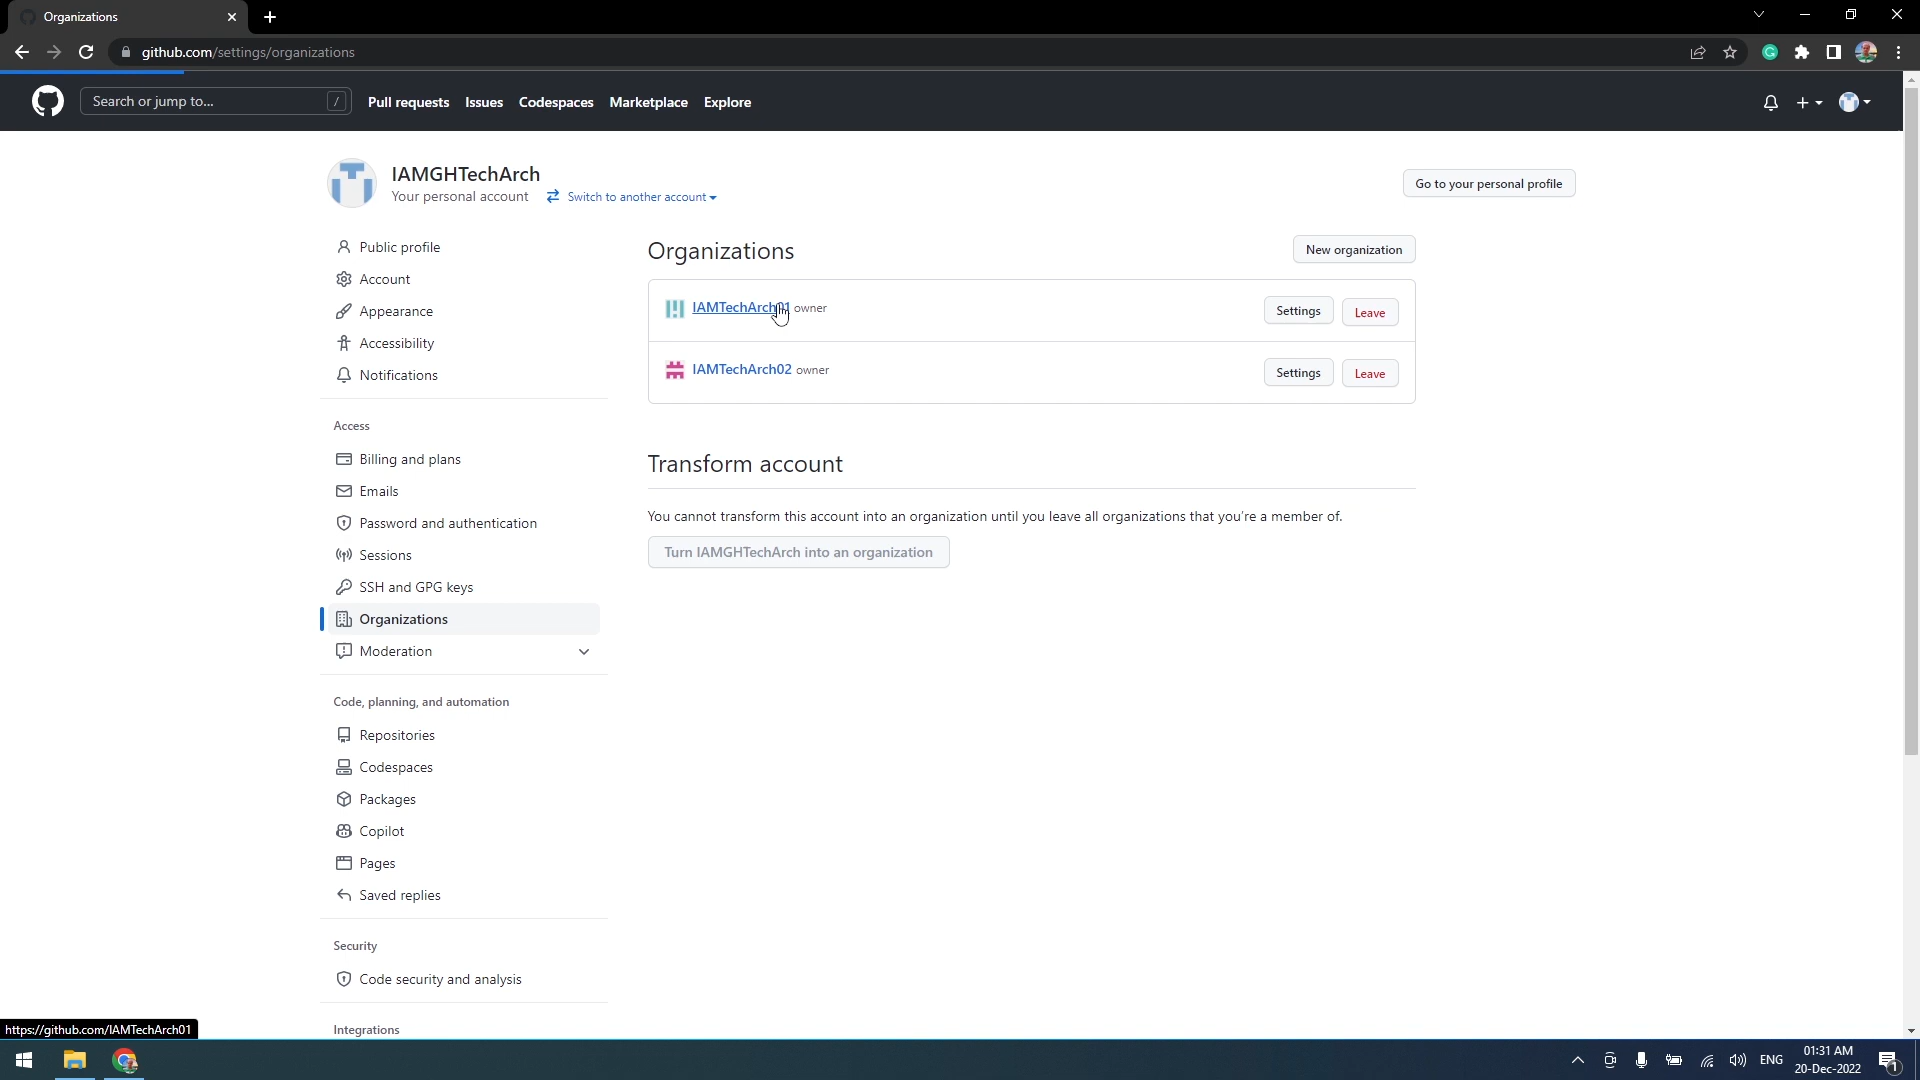 Organizations
github.com/settings/organizations
Search or jump to... /
Pull requests Issues Codespaces Marketplace Explore
IAMGHTechArch
Your personal account Switch to another account
Go to your personal profile
Public profile
Account
Appearance
Accessibility
Notifications
Access
Billing and plans
Emails
Password and authentication
Sessions
SSH and GPG keys
Organizations
Moderation
Code, planning, and automation
Repositories
Codespaces
Packages
Copilot
Pages
Saved replies
Security
Code security and analysis
Integrations
Organizations
New organization
IAMTechArch01 owner Settings Leave
IAMTechArch02 owner Settings Leave
Transform account
You cannot transform this account into an organization until you leave all organizations that you're a member of.
Turn IAMGHTechArch into an organization
https://github.com/IAMTechArch01
ENG
01:31 AM
20-Dec-2022
1